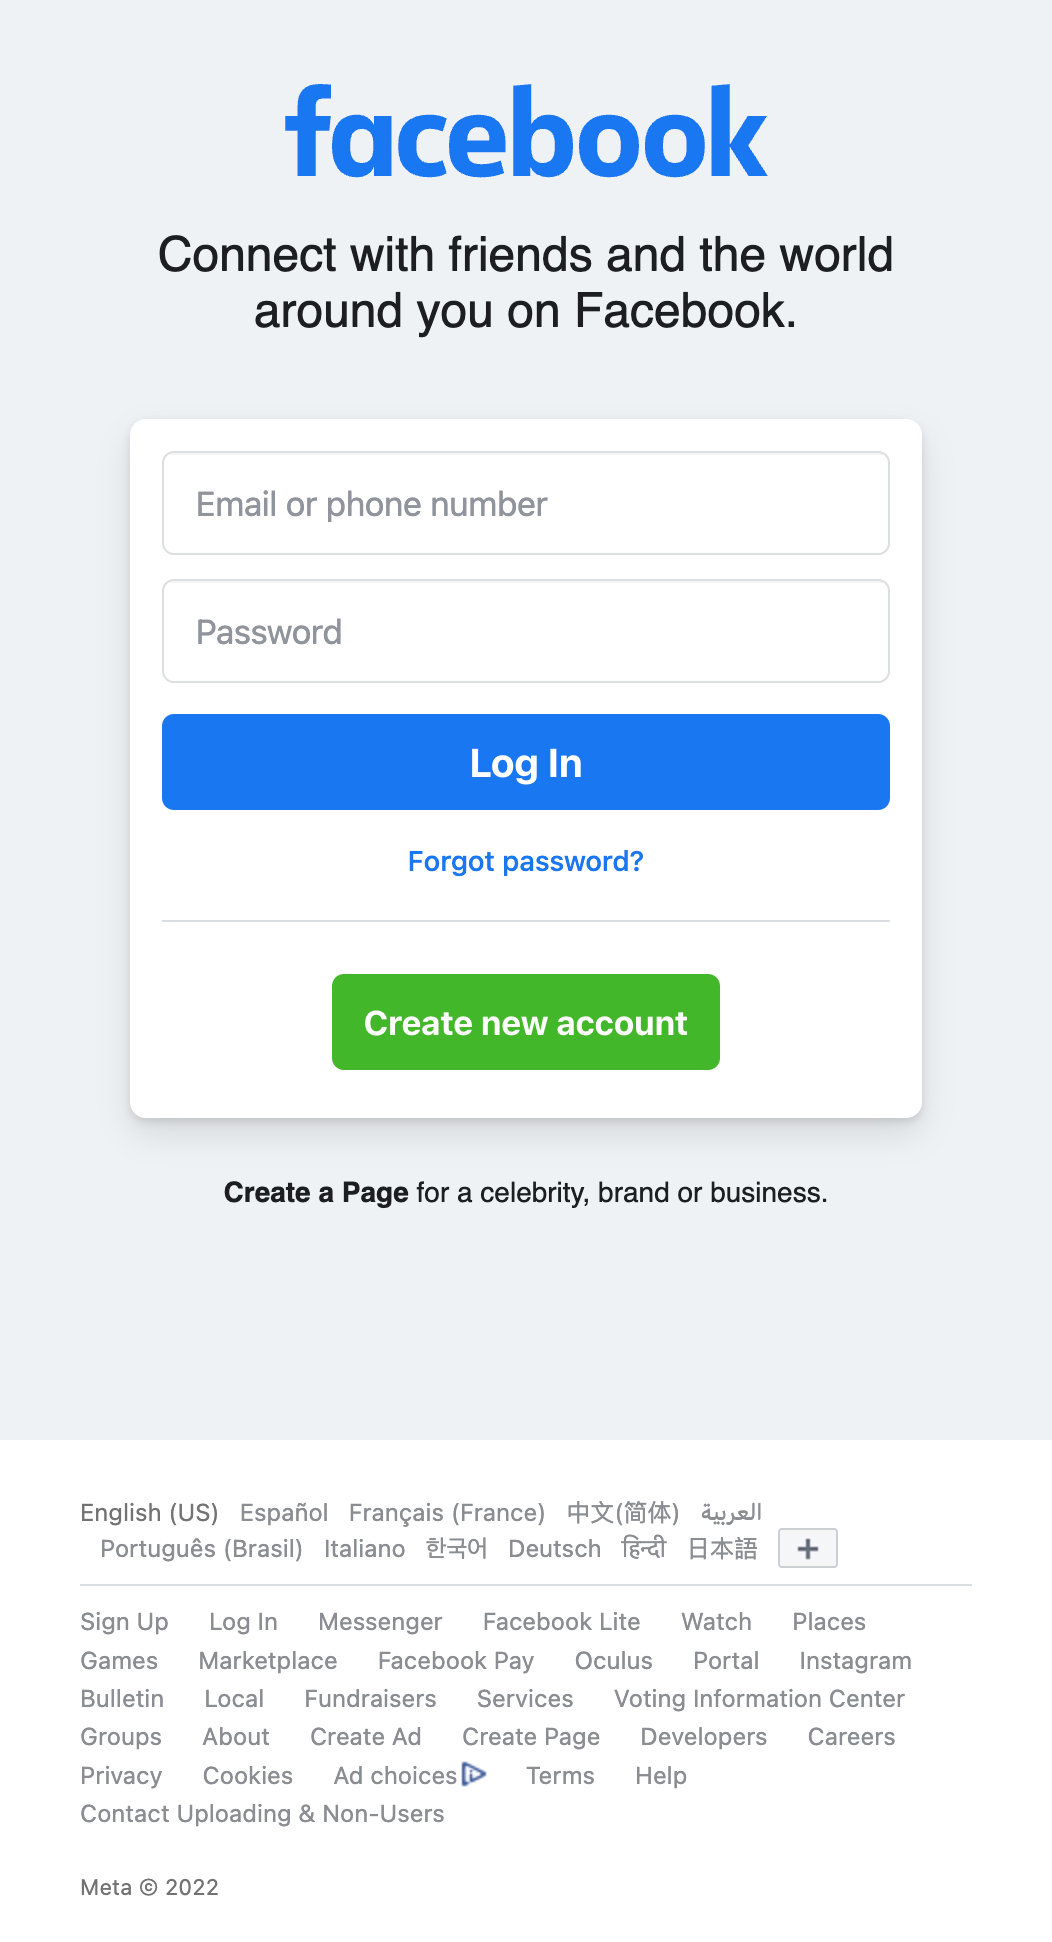 facebook
Connect with friends and the world
around you on Facebook.
Email or phone number
Password
Log In
Forgot password?
Create new account
Create a Page for a celebrity, brand or business.
English (US) Español Français (France) 中文(简体) العربية
Português (Brasil) Italiano 한국어 Deutsch हिन्दी 日本語 +
Sign Up Log In Messenger Facebook Lite Watch Places
Games Marketplace Facebook Pay Oculus Portal Instagram
Bulletin Local Fundraisers Services Voting Information Center
Groups About Create Ad Create Page Developers Careers
Privacy Cookies Ad choices Terms Help
Contact Uploading & Non-Users
Meta © 2022